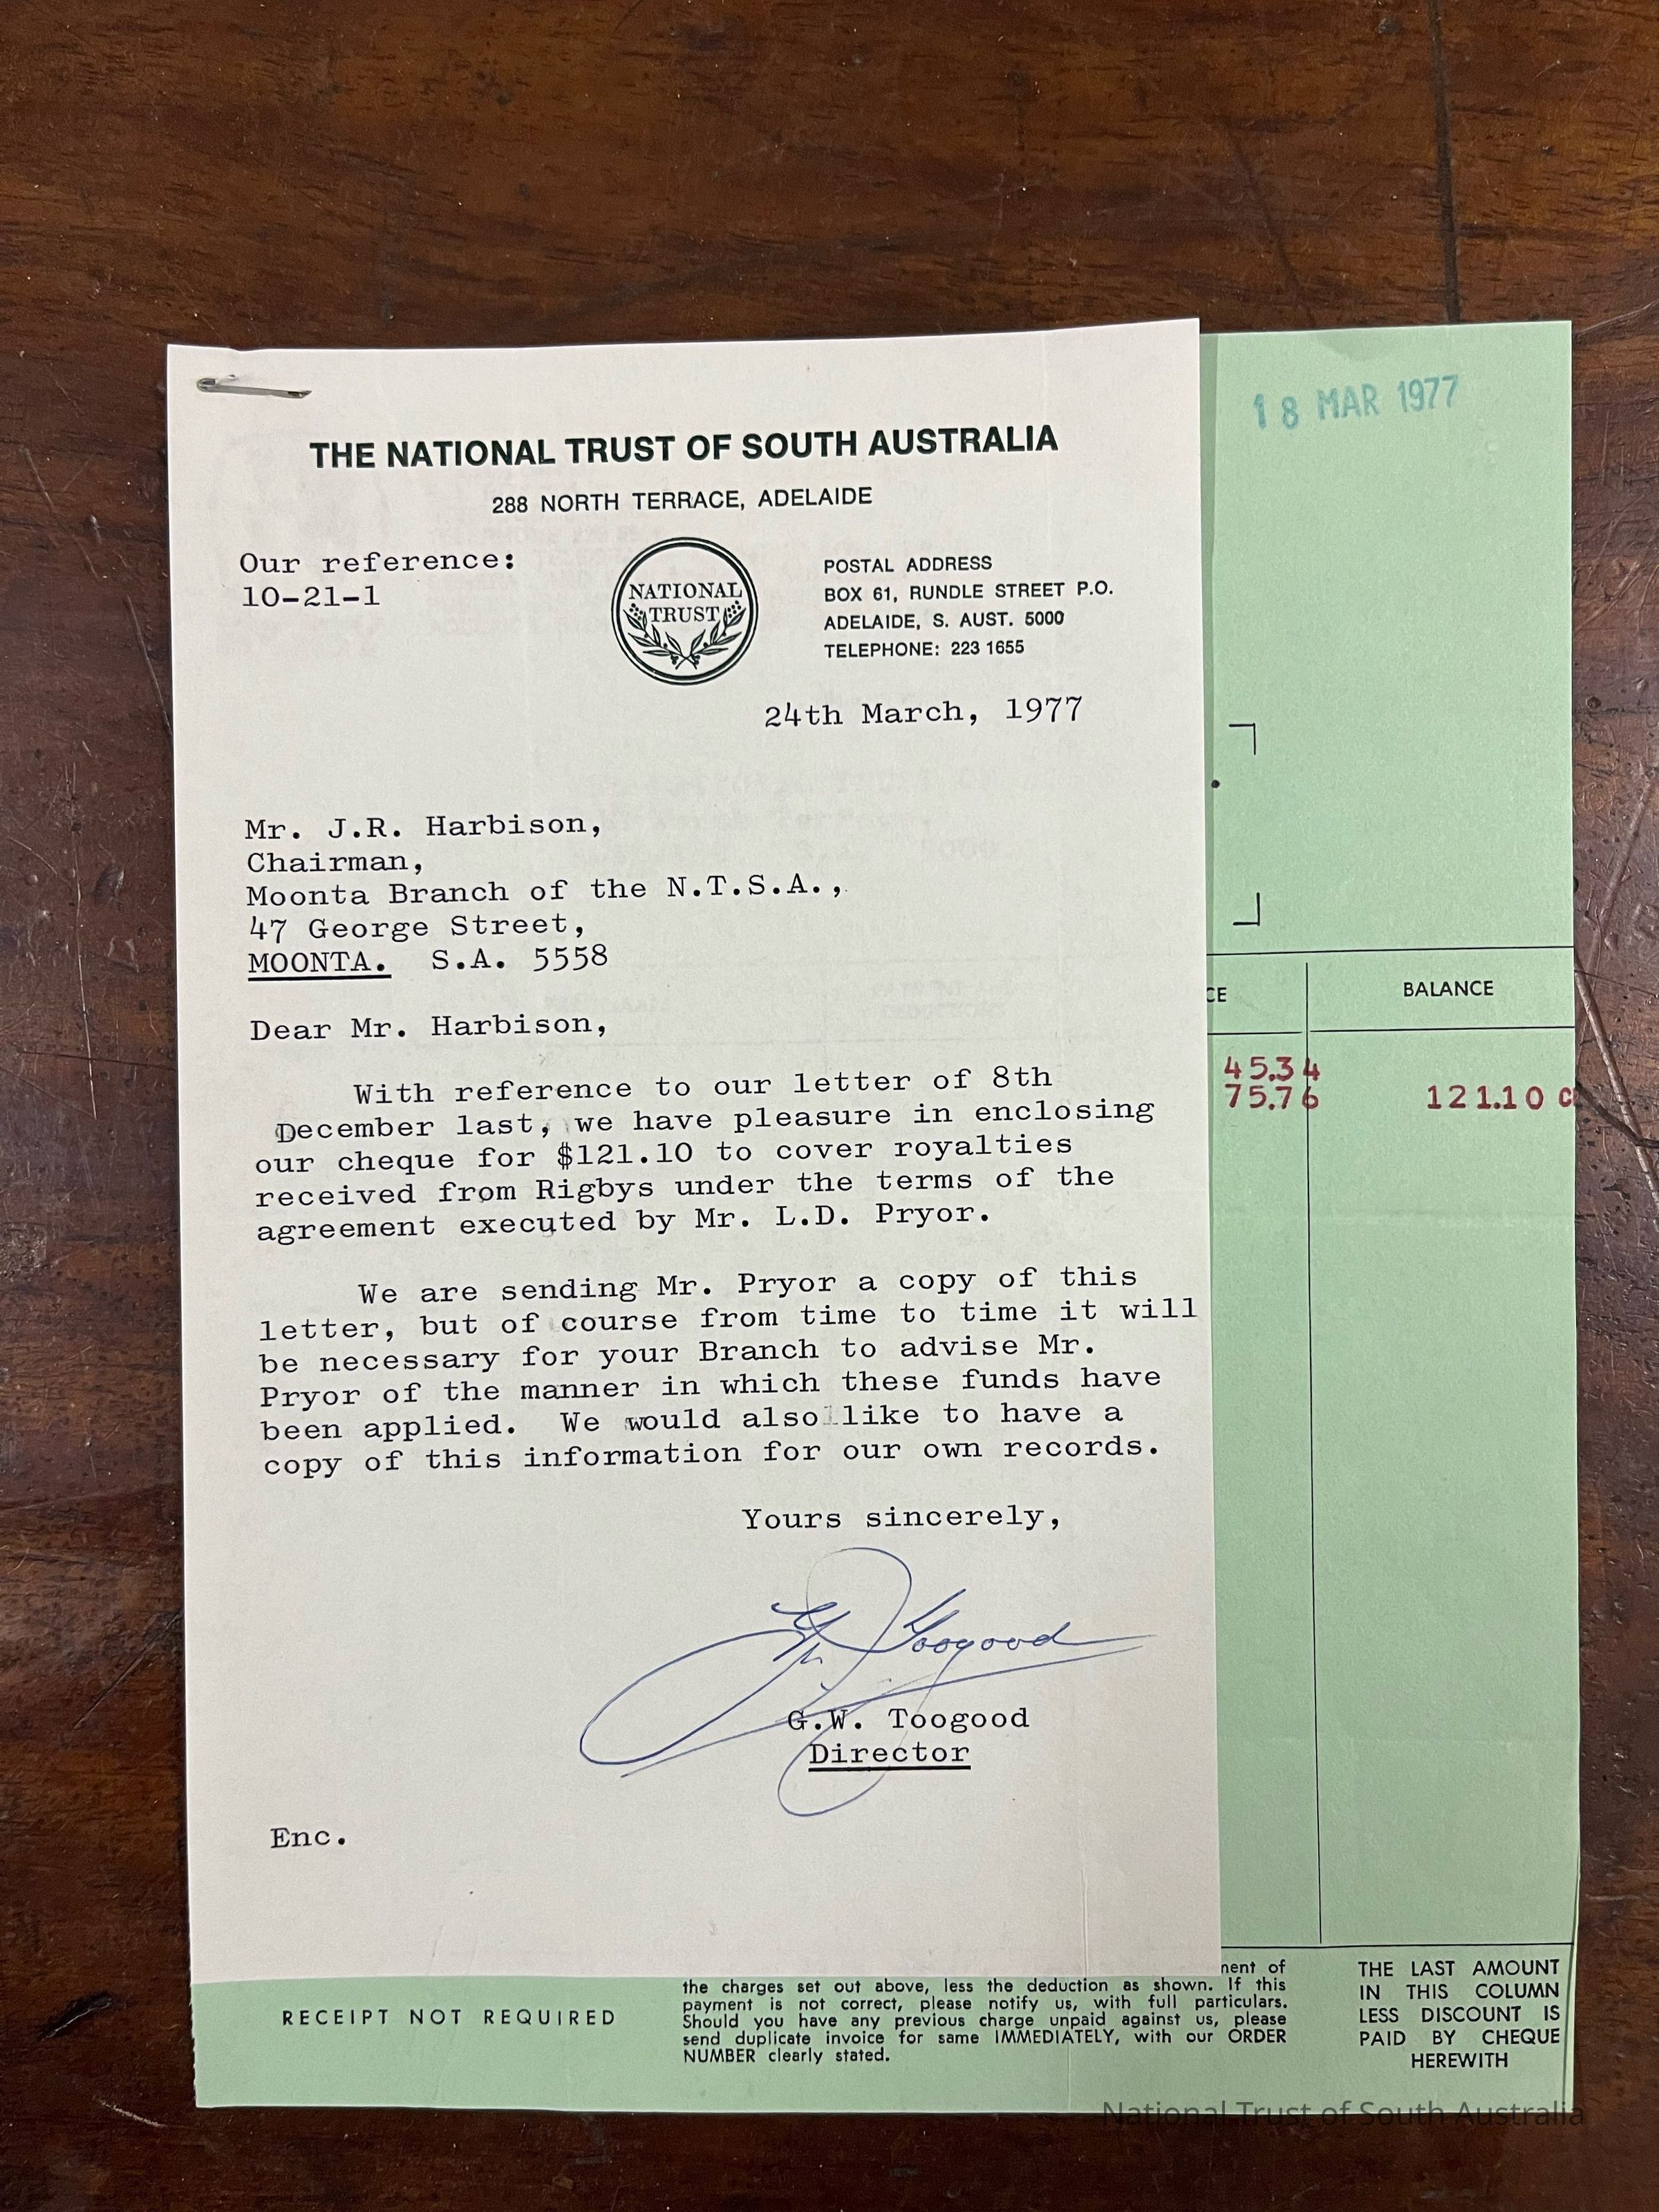 THE NATIONAL TRUST OF SOUTH AUSTRALIA
288 NORTH TERRACE, ADELAIDE
Our reference:
10-21-1
NATIONAL
TRUST
POSTAL ADDRESS
BOX 61, RUNDLE STREET P.O.
ADELAIDE, S. AUST. 5000
TELEPHONE: 223 1655
24th March, 1977
Mr. J.R. Harbison,
Chairman,
Moonta Branch of the N.T.S.A.,
47 George Street,
MOONTA. S.A. 5558
Dear Mr. Harbison,
With reference to our letter of 8th
December last, we have pleasure in enclosing
our cheque for $121.10 to cover royalties
received from Rigbys under the terms of the
agreement executed by Mr. L.D. Pryor.
We are sending Mr. Pryor a copy of this
letter, but of course from time to time it will
be necessary for your Branch to advise Mr.
Pryor of the manner in which these funds have
been applied. We would also like to have a
copy of this information for our own records.
Yours sincerely,
Toogood
G.W. Toogood
Director
Enc.
18 MAR 1977
BALANCE
45.34
75.76 121.10
RECEIPT NOT REQUIRED
of
the charges set out above, less the deduction as shown. If this
payment is not correct, please notify us, with full particulars.
Should you have any previous charge unpaid against us, please
send duplicate invoice for same IMMEDIATELY, with our ORDER
NUMBER clearly stated.
THE LAST AMOUNT
IN THIS COLUMN
LESS DISCOUNT IS
PAID BY CHEQUE
HEREWITH
National Trust of South Australia